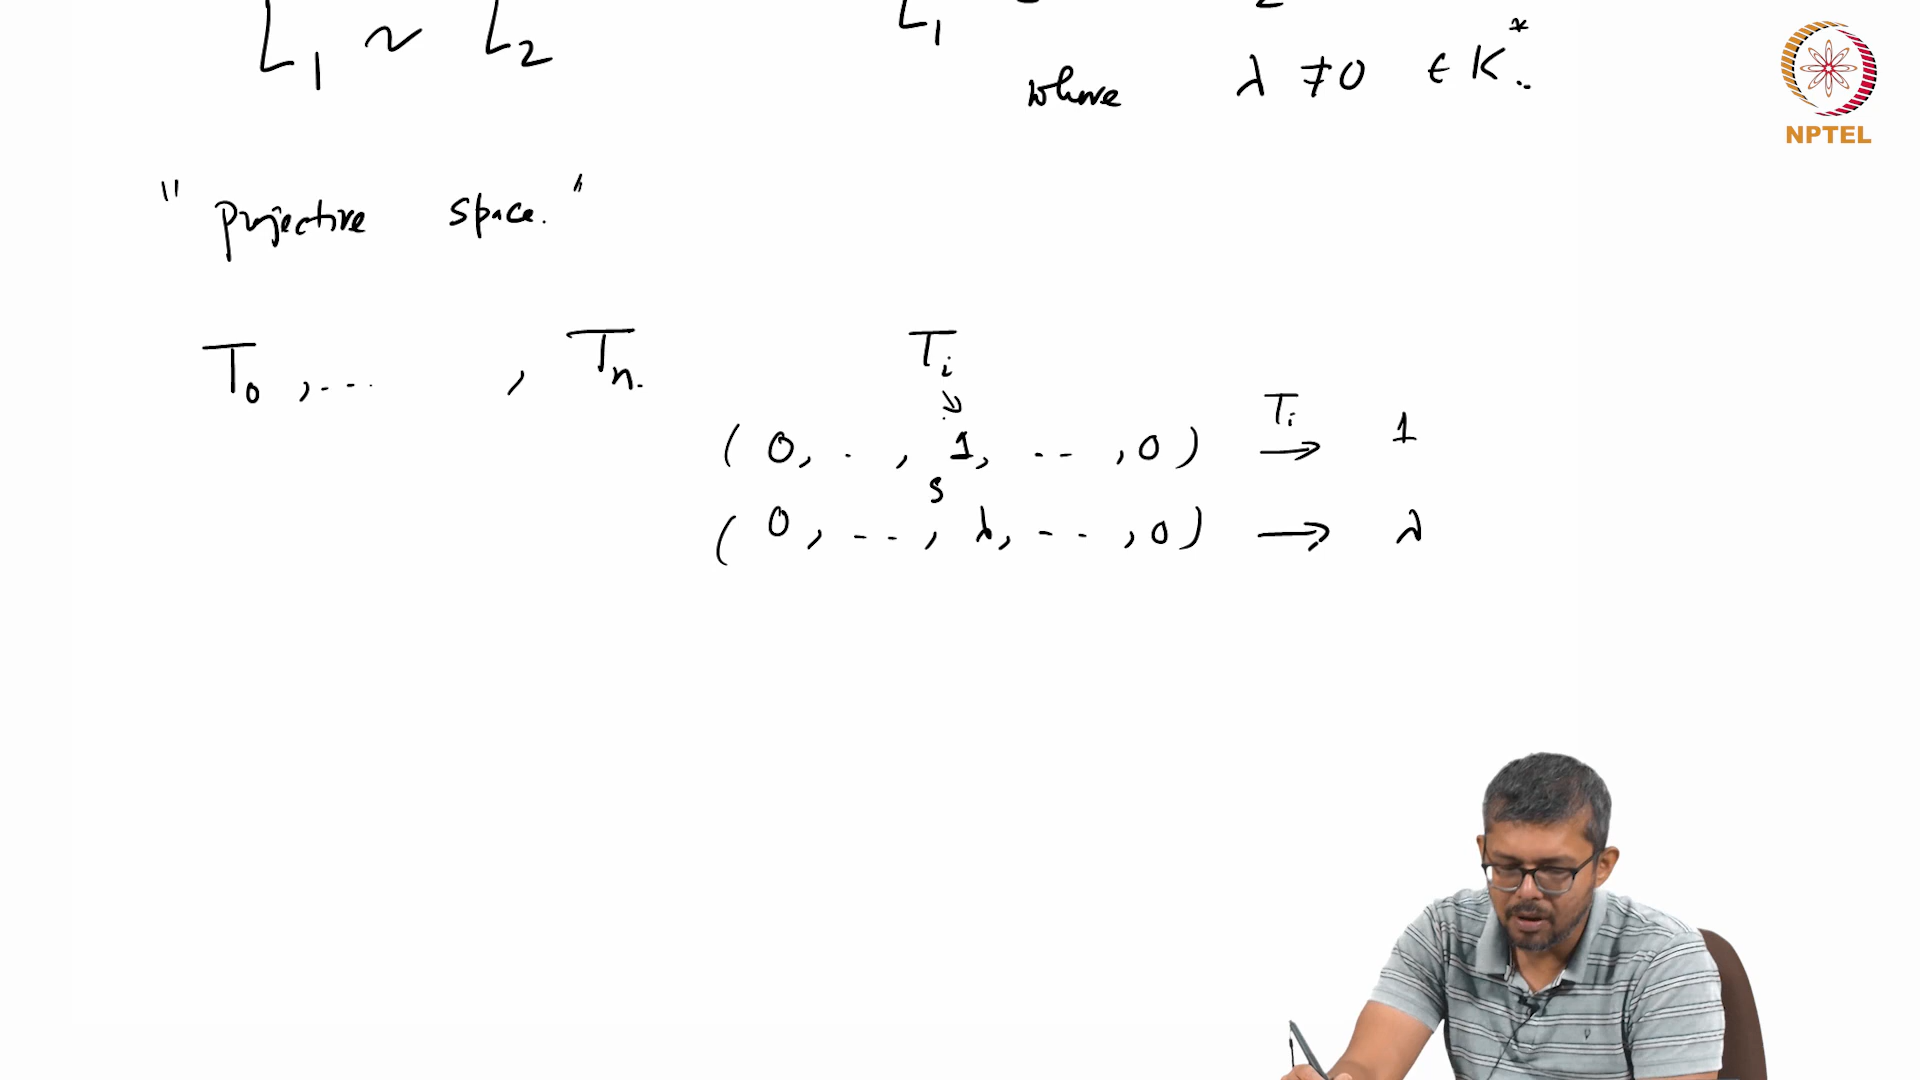 L₁ ~ L₂
L₁
where λ ≠ 0 ∈ K*.
NPTEL
"Projective space."
T₀ , ... , Tₙ.
Tᵢ
( 0, . , 1, -- , 0 ) →^{Tᵢ} 1
( 0, --- , λ, -- , 0 ) → λ